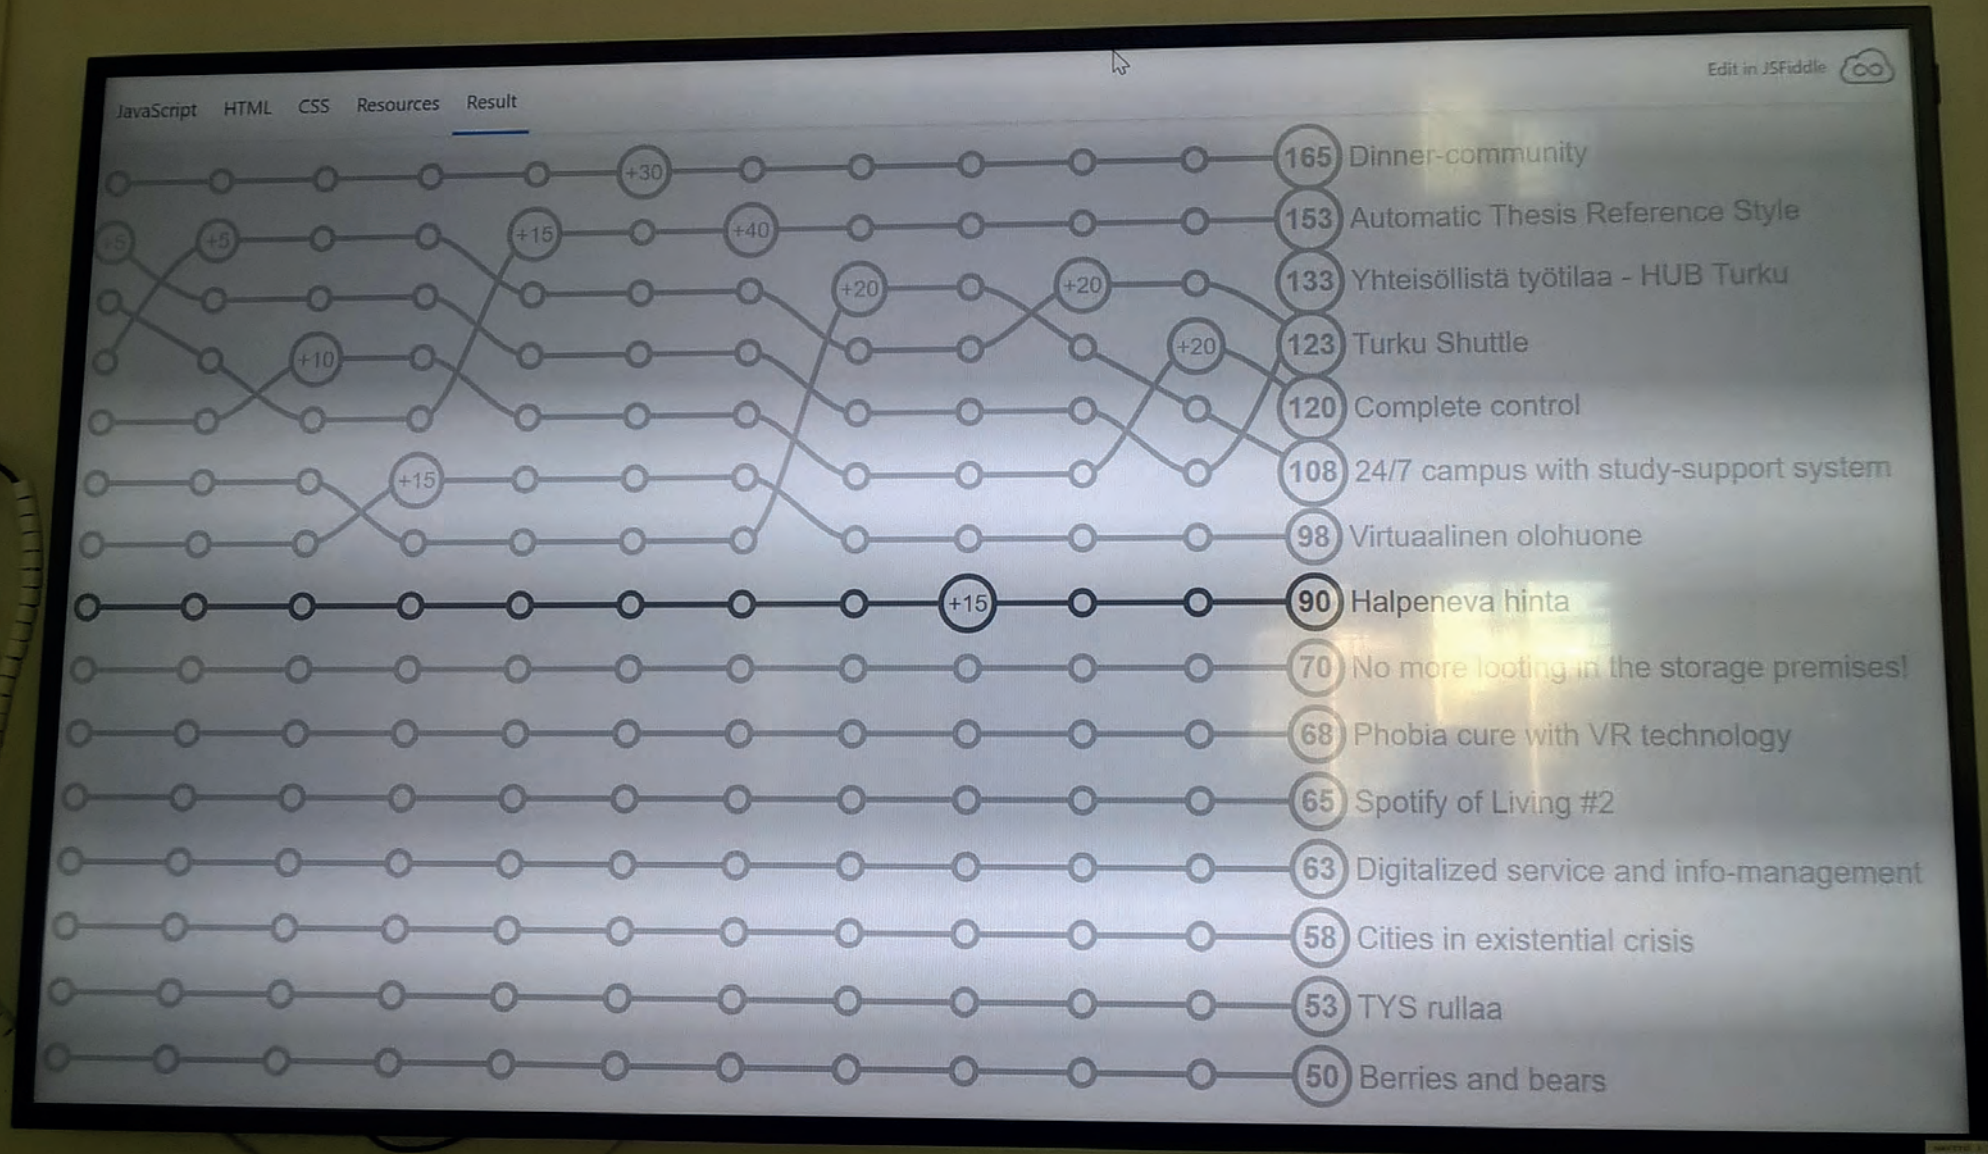 JavaScript HTML CSS Resources Result
Edit in JSFiddle
+30 165 Dinner-community
+5 +5 +15 +40 153 Automatic Thesis Reference Style
+20 +20 133 Yhteisöllistä työtilaa - HUB Turku
+10 +20 123 Turku Shuttle
120 Complete control
+15 108 24/7 campus with study-support system
98 Virtuaalinen olohuone
+15 90 Halpeneva hinta
70 No more looting in the storage premises!
68 Phobia cure with VR technology
65 Spotify of Living #2
63 Digitalized service and info-management
58 Cities in existential crisis
53 TYS rullaa
50 Berries and bears